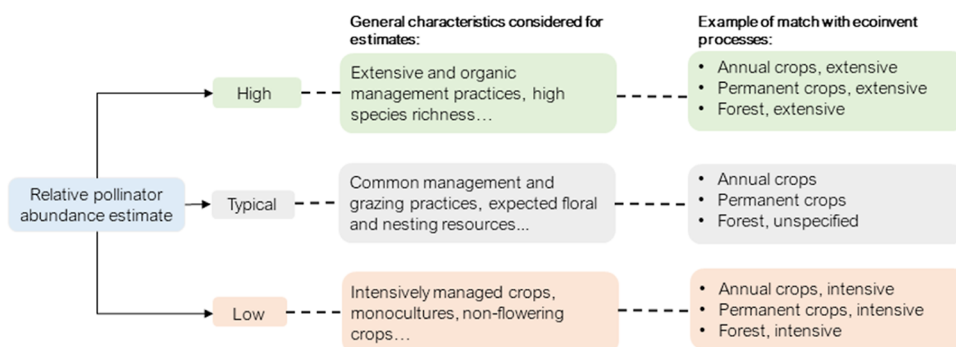 General characteristics considered for
estimates:
Example of match with ecoinvent
processes:
High
Extensive and organic
management practices, high
species richness…
• Annual crops, extensive
• Permanent crops, extensive
• Forest, extensive
Relative pollinator
abundance estimate
Typical
Common management and
grazing practices, expected floral
and nesting resources...
• Annual crops
• Permanent crops
• Forest, unspecified
Low
Intensively managed crops,
monocultures, non-flowering
crops…
• Annual crops, intensive
• Permanent crops, intensive
• Forest, intensive